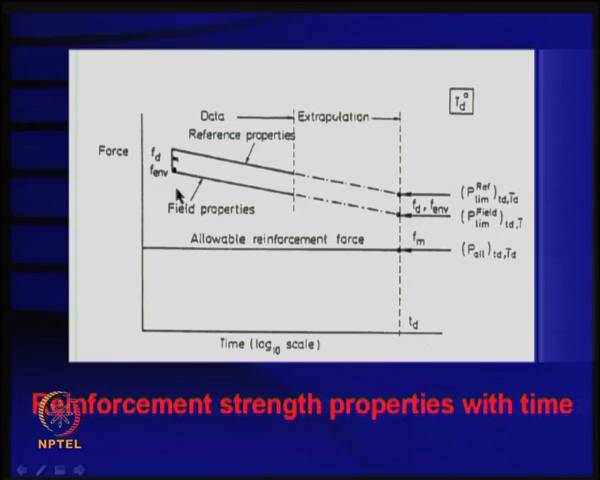 T_d^a
Data Extrapulation
Reference properties
Force
f_d
f_env
(P_lim^Ref)_td,Td
f_d, f_env
(P_lim^Field)_td,T
Field properties
Allowable reinforcement force
f_m
(P_all)_td,Td
t_d
Time (log10 scale)
Reinforcement strength properties with time
NPTEL